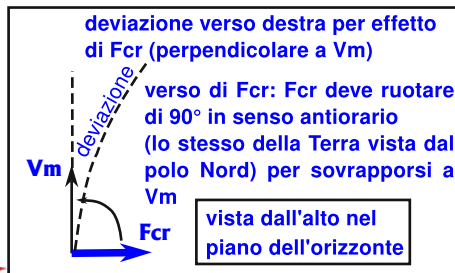 deviazione verso destra per effetto
di Fcr (perpendicolare a Vm)
deviazione
verso di Fcr: Fcr deve ruotare
di 90° in senso antiorario
(lo stesso della Terra vista dal
polo Nord) per sovrapporsi a
Vm
Vm
Fcr
vista dall'alto nel
piano dell'orizzonte